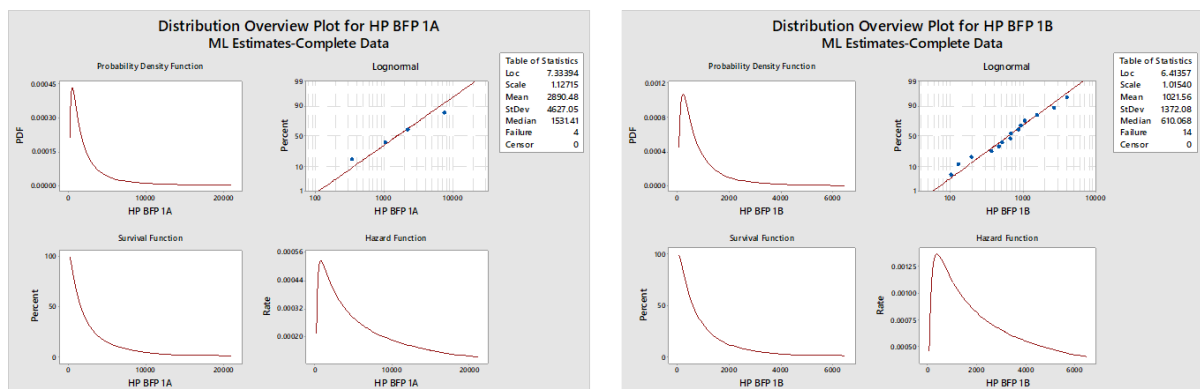 Distribution Overview Plot for HP BFP 1A
ML Estimates-Complete Data
Probability Density Function
0.00045
0.00030
0.00015
0.00000
PDF
0 10000 20000
HP BFP 1A
Lognormal
99
90
50
10
1
Percent
100 1000 10000
HP BFP 1A
Table of Statistics
Loc 7.33394
Scale 1.12715
Mean 2890.48
StDev 4627.05
Median 1531.41
Failure 4
Censor 0
Survival Function
100
50
0
Percent
0 10000 20000
HP BFP 1A
Hazard Function
0.00056
0.00044
0.00032
0.00020
Rate
0 10000 20000
HP BFP 1A
Distribution Overview Plot for HP BFP 1B
ML Estimates-Complete Data
Probability Density Function
0.0012
0.0008
0.0004
0.0000
PDF
0 2000 4000 6000
HP BFP 1B
Lognormal
99
90
50
10
1
Percent
100 1000 10000
HP BFP 1B
Table of Statistics
Loc 6.41357
Scale 1.01540
Mean 1021.56
StDev 1372.08
Median 610.068
Failure 14
Censor 0
Survival Function
100
50
0
Percent
0 2000 4000 6000
HP BFP 1B
Hazard Function
0.00125
0.00100
0.00075
0.00050
Rate
0 2000 4000 6000
HP BFP 1B